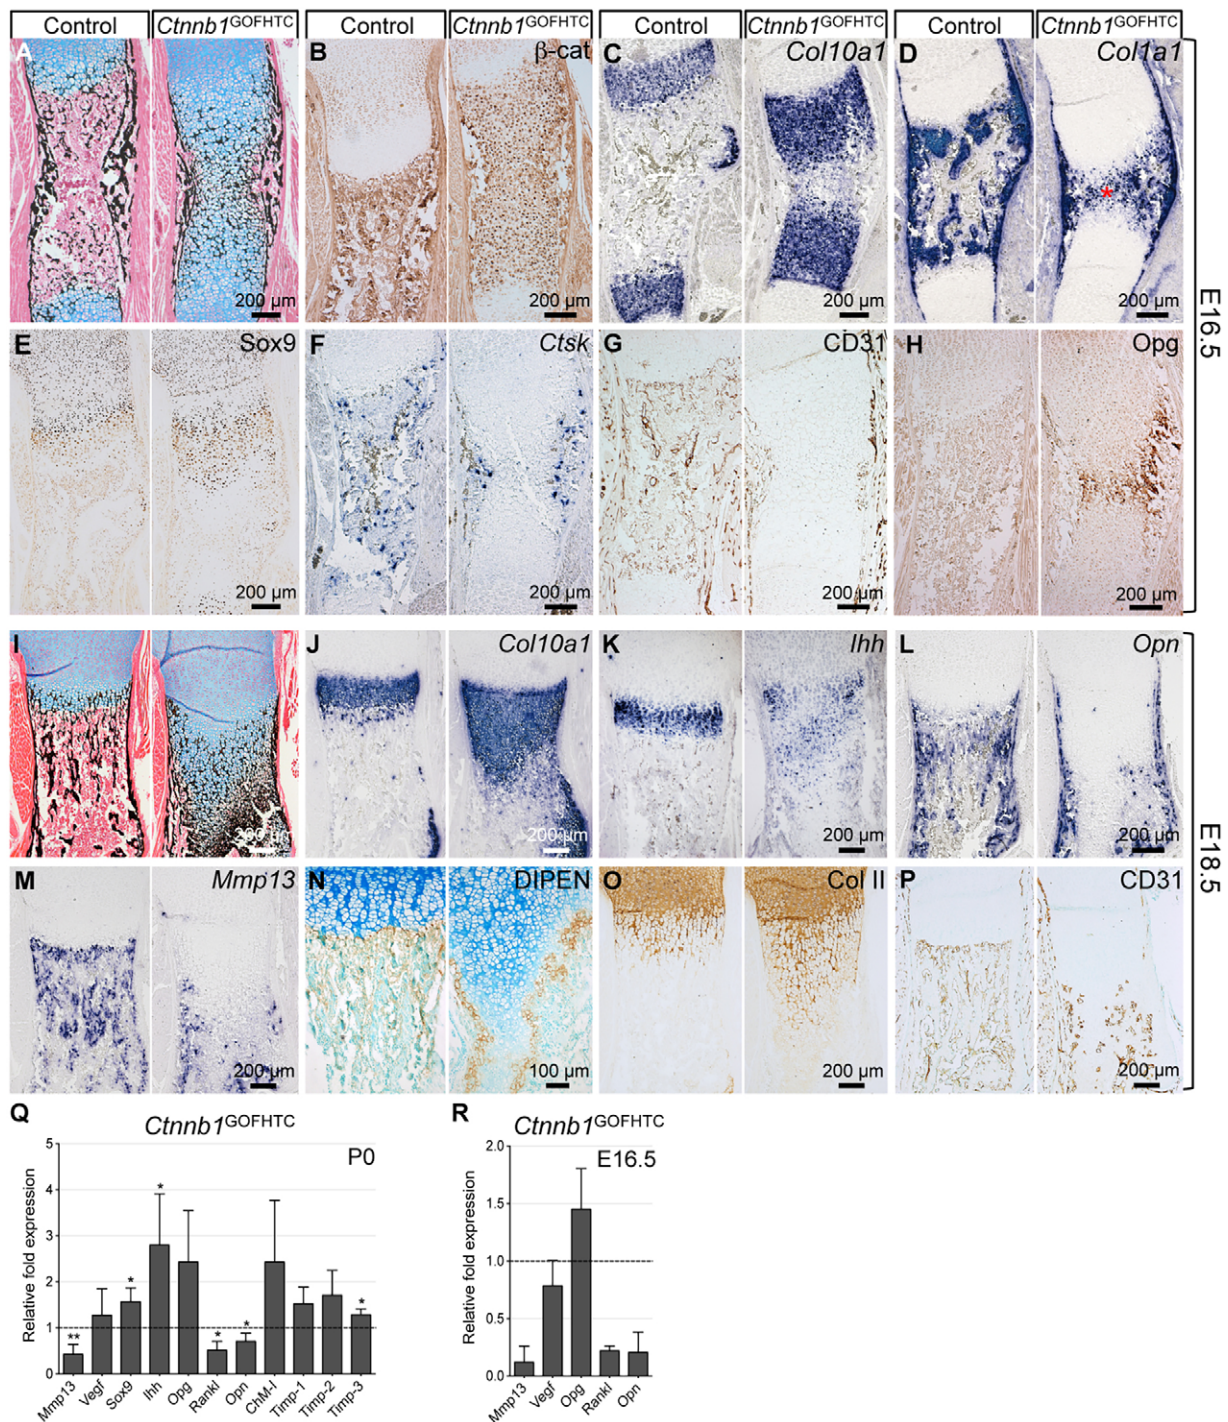 Control Ctnnb1GOFHTC Control Ctnnb1GOFHTC Control Ctnnb1GOFHTC Control Ctnnb1GOFHTC
A B β-cat C Col10a1 D Col1a1
200 µm 200 µm 200 µm 200 µm
E16.5
E Sox9 F Ctsk G CD31 H Opg
200 µm 200 µm 200 µm 200 µm
I J Col10a1 K Ihh L Opn
200 µm 200 µm 200 µm 200 µm
E18.5
M Mmp13 N DIPEN O Col II P CD31
200 µm 100 µm 200 µm 200 µm
Q Ctnnb1GOFHTC
P0
Relative fold expression
5
4
3
2
1
0
** * * * * *
Mmp13 Vegf Sox9 Ihh Opg Rankl Opn ChM-I Timp-1 Timp-2 Timp-3
R Ctnnb1GOFHTC
E16.5
Relative fold expression
2.0
1.5
1.0
0.5
0.0
Mmp13 Vegf Opg Rankl Opn